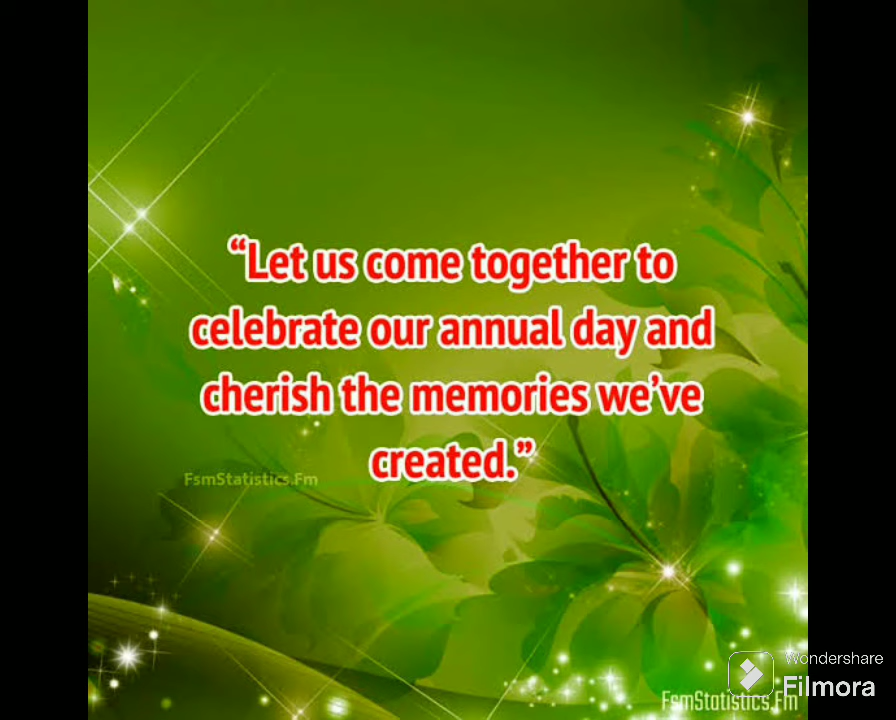 “Let us come together to
celebrate our annual day and
cherish the memories we’ve
created.”
FsmStatistics.Fm
Wondershare
Filmora
FsmStatistics.Fm